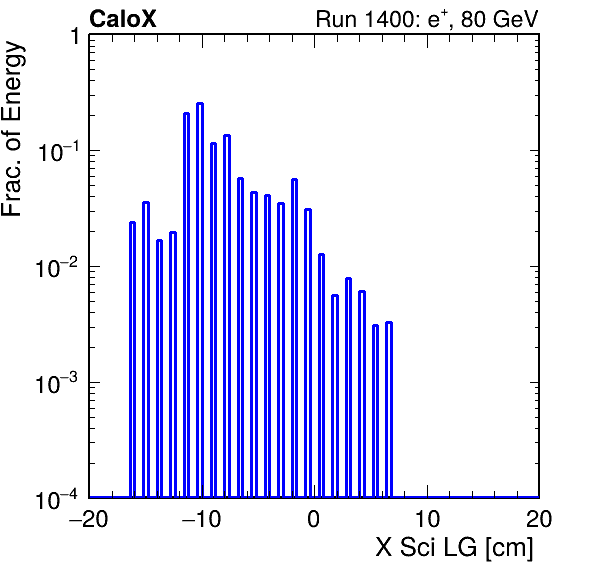 CaloX
Run 1400: e⁺, 80 GeV
Frac. of Energy
1
10⁻¹
10⁻²
10⁻³
10⁻⁴
−20
−10
0
10
20
X Sci LG [cm]